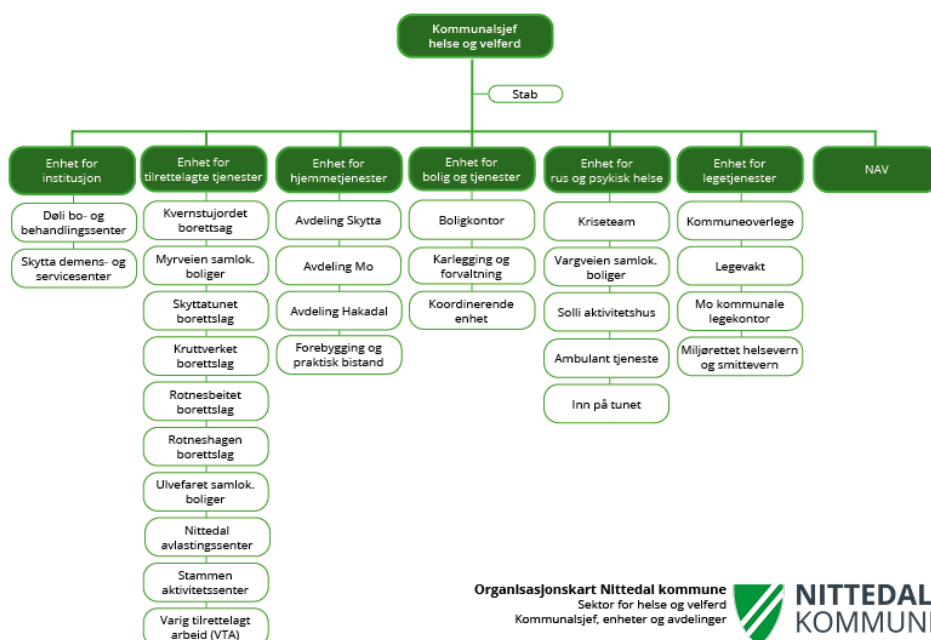 Kommunalsjef
helse og velferd
Stab
Enhet for
institusjon
Døli bo- og
behandlingssenter
Skytta demens- og
servicesenter
Enhet for
tilrettelagte tjenester
Kvernstujordet
borettsag
Myrveien samlok.
boliger
Skyttatunet
borettslag
Kruttverket
borettslag
Rotnesbeitet
borettslag
Rotneshagen
borettslag
Ulvefaret samlok.
boliger
Nittedal
avlastingssenter
Stammen
aktivitetssenter
Varig tilrettelagt
arbeid (VTA)
Enhet for
hjemmetjenester
Avdeling Skytta
Avdeling Mo
Avdeling Hakadal
Forebygging og
praktisk bistand
Enhet for
bolig og tjenester
Boligkontor
Karlegging og
forvaltning
Koordinerende
enhet
Enhet for
rus og psykisk helse
Kriseteam
Vargveien samlok.
boliger
Solli aktivitetshus
Ambulant tjeneste
Inn på tunet
Enhet for
legetjenester
Kommuneoverlege
Legevakt
Mo kommunale
legekontor
Miljørettet helsevern
og smittevern
NAV
Organisasjonskart Nittedal kommune
Sektor for helse og velferd
Kommunalsjef, enheter og avdelinger
NITTEDAL
KOMMUN